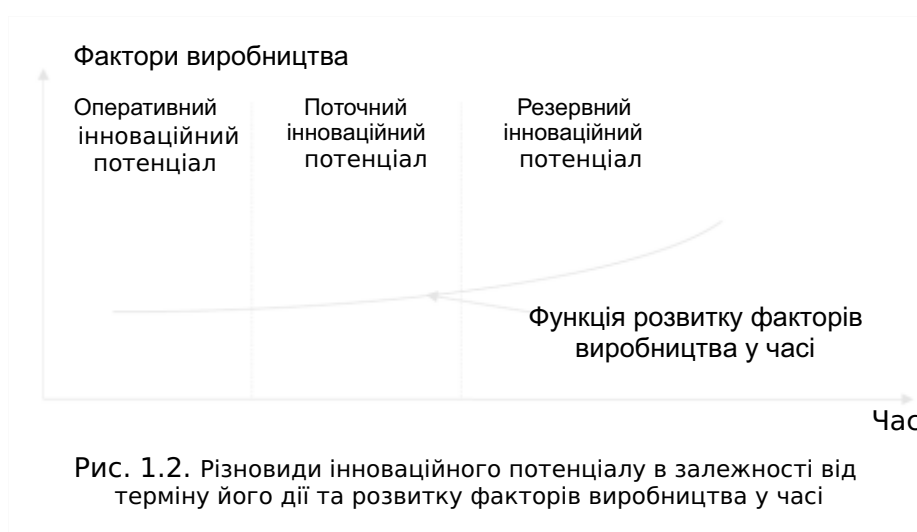 Фактори виробництва
Оперативний
інноваційний
потенціал
Поточний
інноваційний
потенціал
Резервний
інноваційний
потенціал
Функція розвитку факторів
виробництва у часі
Час
Рис. 1.2. Різновиди інноваційного потенціалу в залежності від
терміну його дії та розвитку факторів виробництва у часі